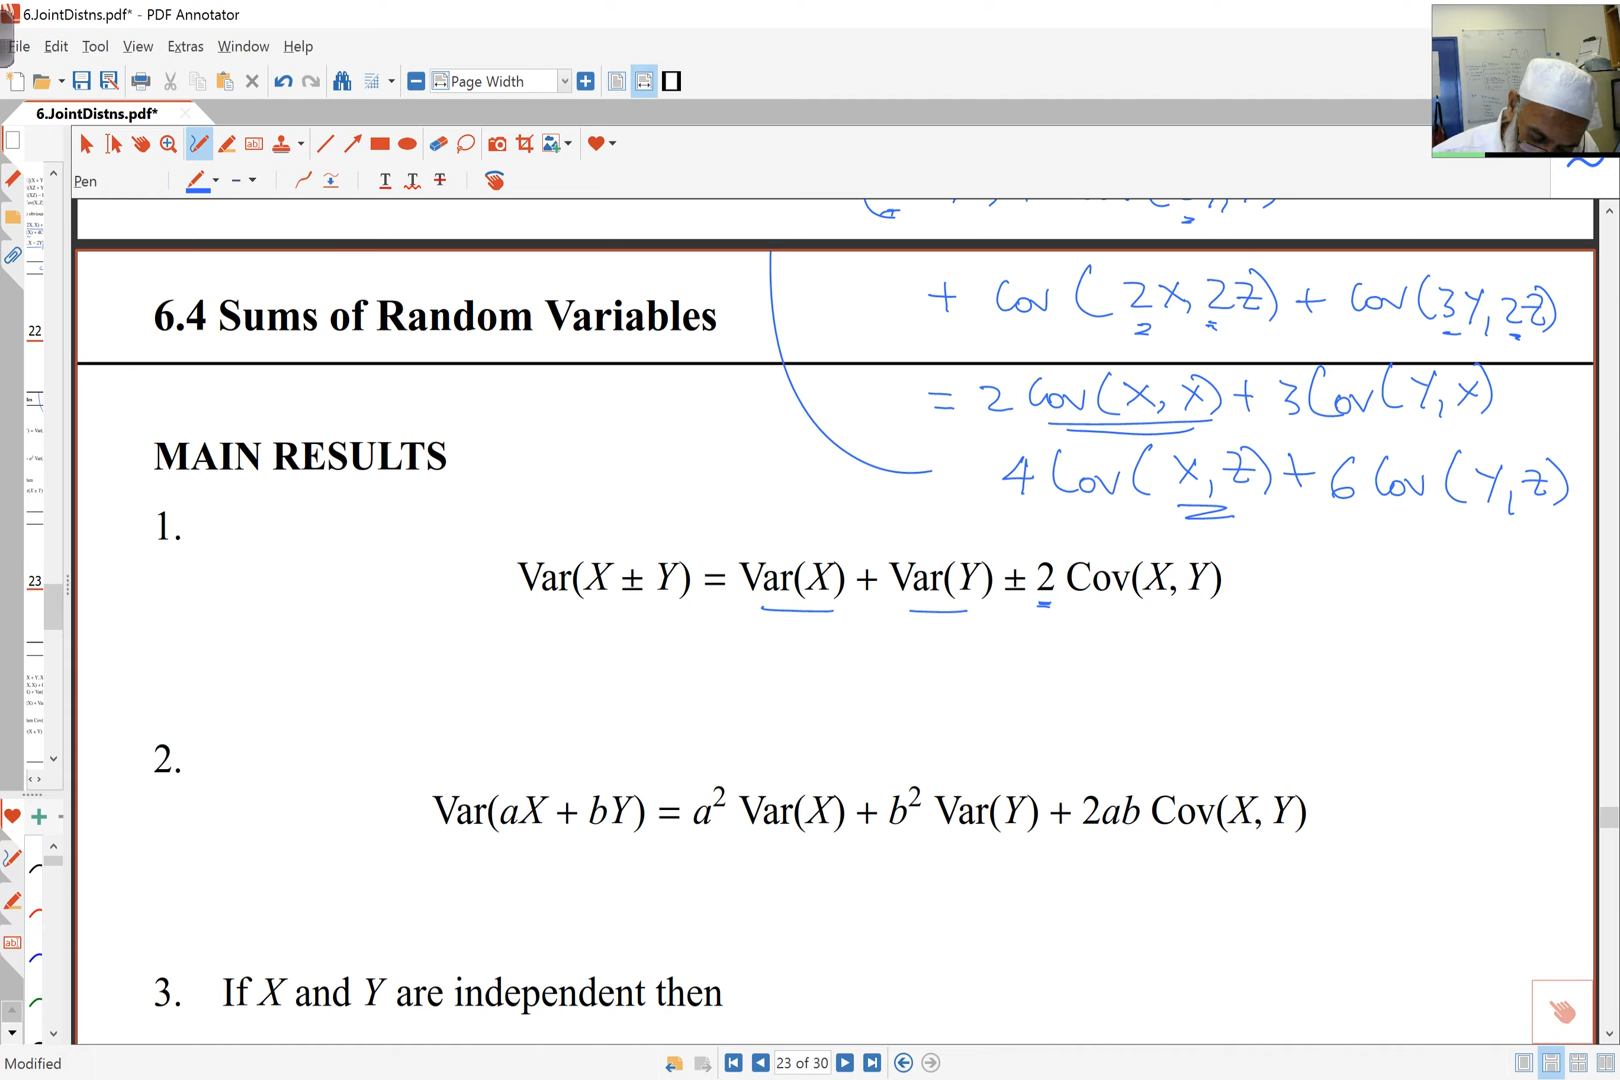 6.JointDistns.pdf* - PDF Annotator
File Edit Tool View Extras Window Help
Page Width
6.JointDistns.pdf*
Pen
6.4 Sums of Random Variables
+ Cov (2X, 2Z) + Cov(3Y, 2Z)
= 2 Cov(X, X) + 3 Cov(Y, X)
4 Cov(X, Z) + 6 Cov(Y, Z)
MAIN RESULTS
1.
Var(X ± Y) = Var(X) + Var(Y) ± 2 Cov(X, Y)
2.
Var(aX + bY) = a² Var(X) + b² Var(Y) + 2ab Cov(X, Y)
3. If X and Y are independent then
22
23
Modified
23 of 30